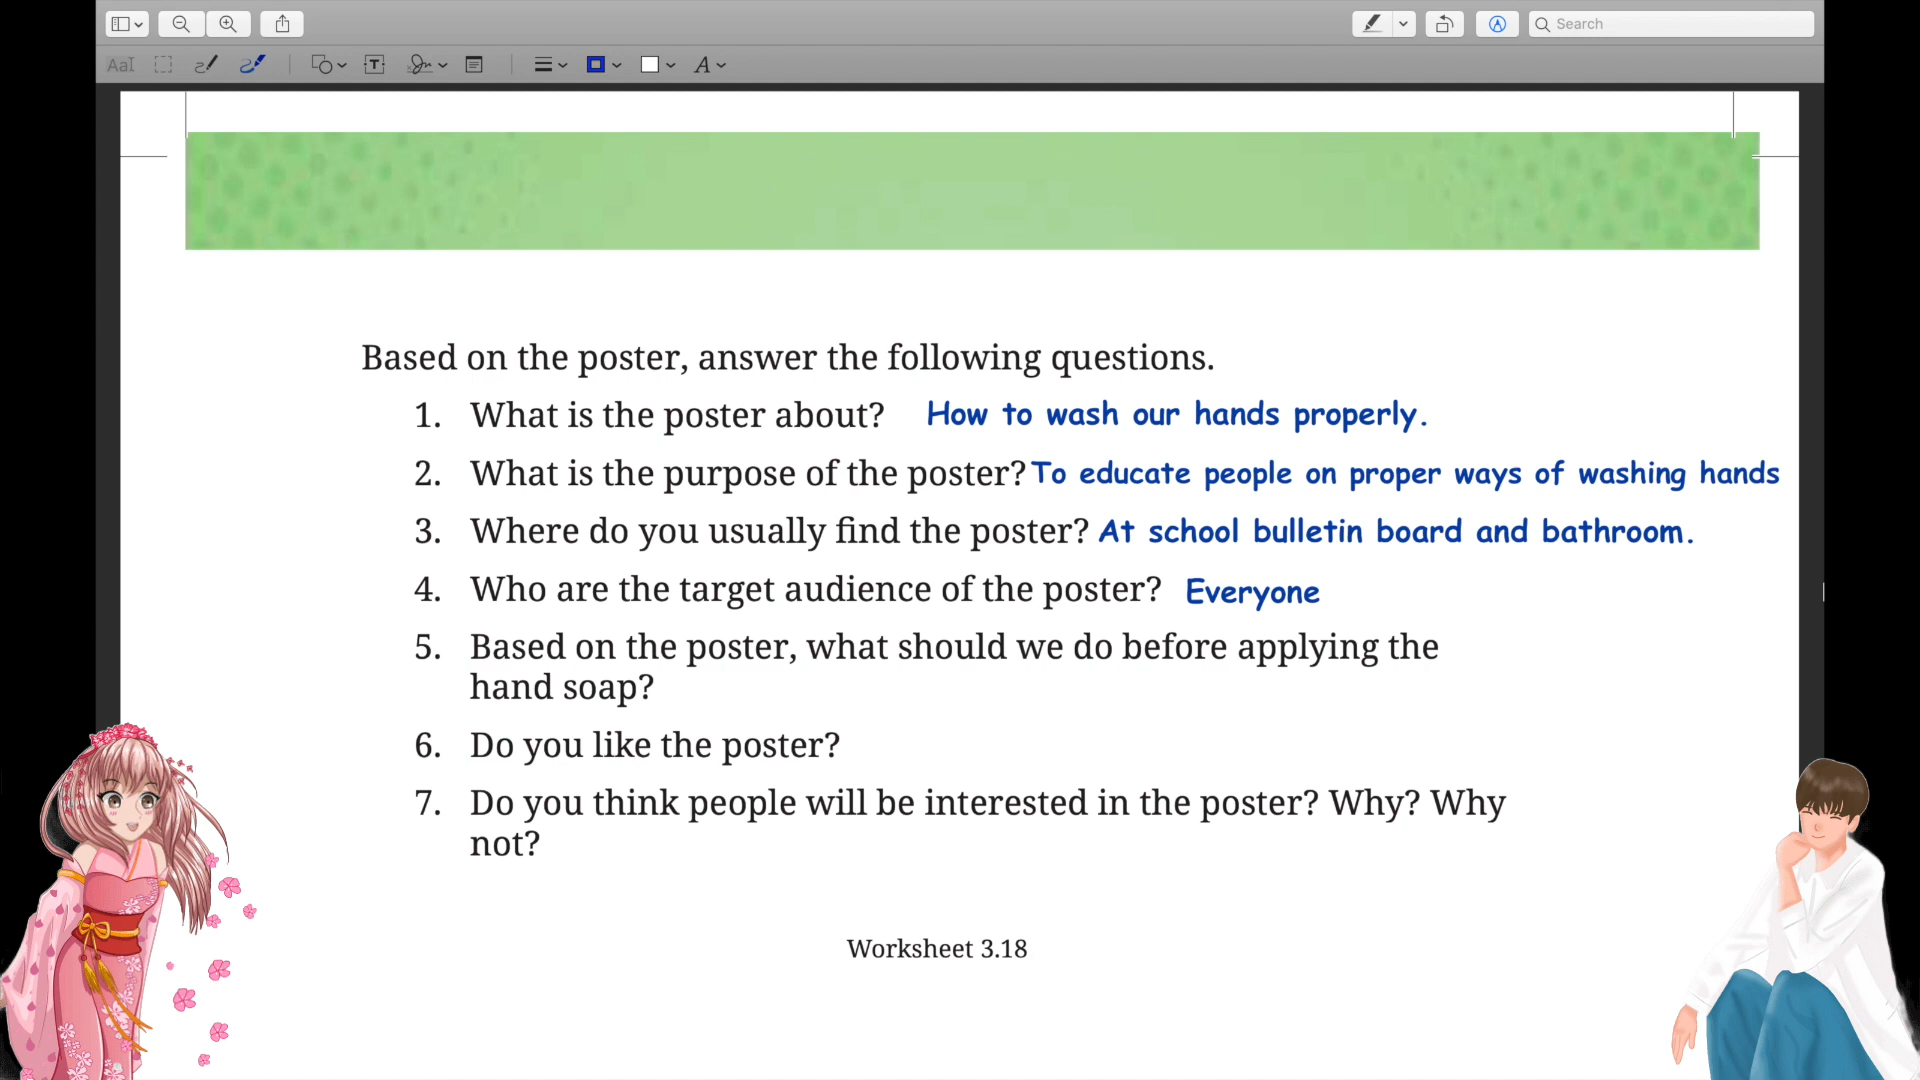 Search
AaI
T
A
Based on the poster, answer the following questions.
1. What is the poster about? How to wash our hands properly.
2. What is the purpose of the poster? To educate people on proper ways of washing hands
3. Where do you usually find the poster? At school bulletin board and bathroom.
4. Who are the target audience of the poster? Everyone
5. Based on the poster, what should we do before applying the
hand soap?
6. Do you like the poster?
7. Do you think people will be interested in the poster? Why? Why
not?
Worksheet 3.18